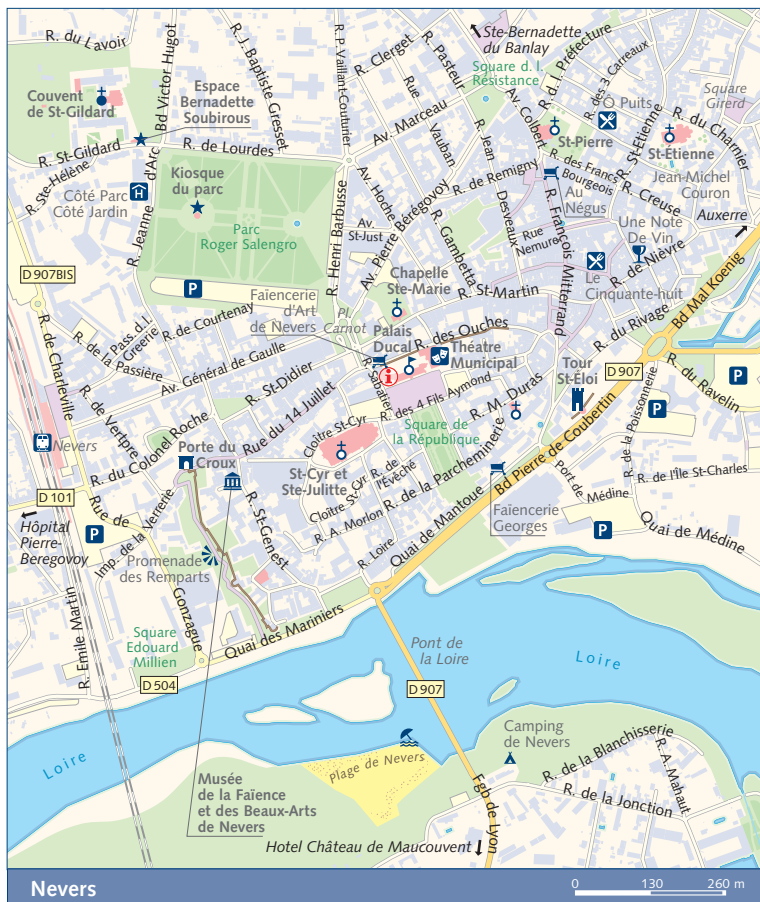 R. du Lavoir
Bd Victor Hugot
R. J. Baptiste Gresset
R. P. Vaillant-Couturier
R. Clerget
R. Pasteur
Ste-Bernadette
du Banlay
Square d. l.
Résistance
R. d. l. Préfecture
R. des 3 Carreaux
Ô Puits
Square
Girerd
Couvent
de St-Gildard
Espace
Bernadette
Soubirous
Av. Marceau
Rue
Vauban
Av. Colbert
St-Pierre
R. St-Etienne
R. du Charnier
St-Étienne
R. St-Gildard
R. de Lourdes
R. Ste-Hélène
R. Jeanne d'Arc
Kiosque
du parc
Côté Parc
Côté Jardin
Parc
Roger Salengro
R. Henri Barbusse
Av. Hoche
Av.
St-Just
Av. Pierre Bérégovoy
R. de Remigny
R. Jean
Desveaux
R. Gambetta
R. des Francs
Bourgeois
Au
Négus
R. Creuse
Jean-Michel
Couron
Auxerre
Rue
Nemours
R. François Mitterrand
Une Note
De Vin
R. de Nièvre
D 907BIS
P
Chapelle
Ste-Marie
R. St-Martin
Le
Cinquante-huit
Bd Mal Koenig
R. de Charleville
Pass. d. l.
Greerie
R. de Courtenay
Faïencerie
d'Art
de Nevers
Pl.
Carnot
Palais
Ducal
R. des Ouches
Théatre
Municipal
R. du Rivage
R. de la Passière
Av. Général de Gaulle
R. St-Didier
R. Sabatier
i
R. des 4 Fils Aymond
Tour
St-Éloi
D 907
R. du Ravelin
P
R. de Vertpre
R. du Colonel Roche
Rue du 14 Juillet
Cloître St-Cyr
Square de
la République
R. M. Duras
R. de la Poissonnerie
P
Nevers
Porte du
Croux
St-Cyr et
Ste-Julitte
R. de
l'Évêché
R. de la Parcheminerie
Bd Pierre de Coubertin
R. de l'Île St-Charles
D 101
Hôpital
Pierre-
Beregovoy
P
Rue de
Gonzague
Imp. de la Verrerie
R. St-Genest
Cloître St-Cyr
R. A. Morlon
Quai de Mantoue
Faïencerie
Georges
Port de
Médine
P
Quai de Médine
Promenade
des Remparts
R. Loire
R. Emile Martin
Square
Edouard
Millien
Quai des Mariniers
D 504
Pont de
la Loire
Loire
D 907
Loire
Plage de Nevers
Camping
de Nevers
R. de la Blanchisserie
R. A. Mahaut
Musée
de la Faïence
et des Beaux-Arts
de Nevers
Fgb de Lyon
R. de la Jonction
Hotel Château de Maucouvent
Nevers
0 130 260 m